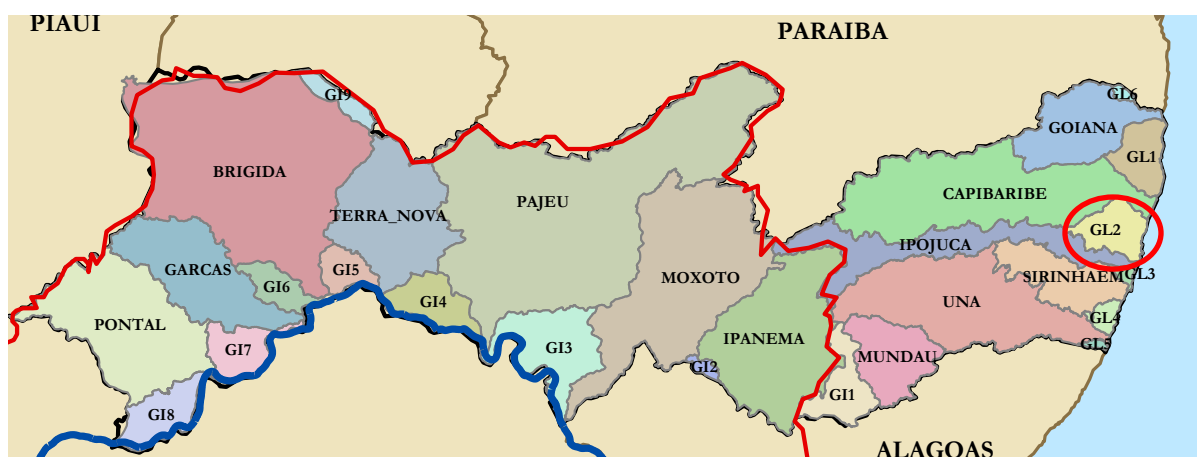 PIAUI
PARAIBA
GI9
GL6
GOIANA
GL1
BRIGIDA
CAPIBARIBE
PAJEU
TERRA_NOVA
GL2
IPOJUCA
GARCAS
GI5
MOXOTO
SIRINHAEM
GL3
GI6
GI4
UNA
GL4
PONTAL
IPANEMA
GI7
GI3
GL5
MUNDAU
GI2
GI1
GI8
ALAGOAS